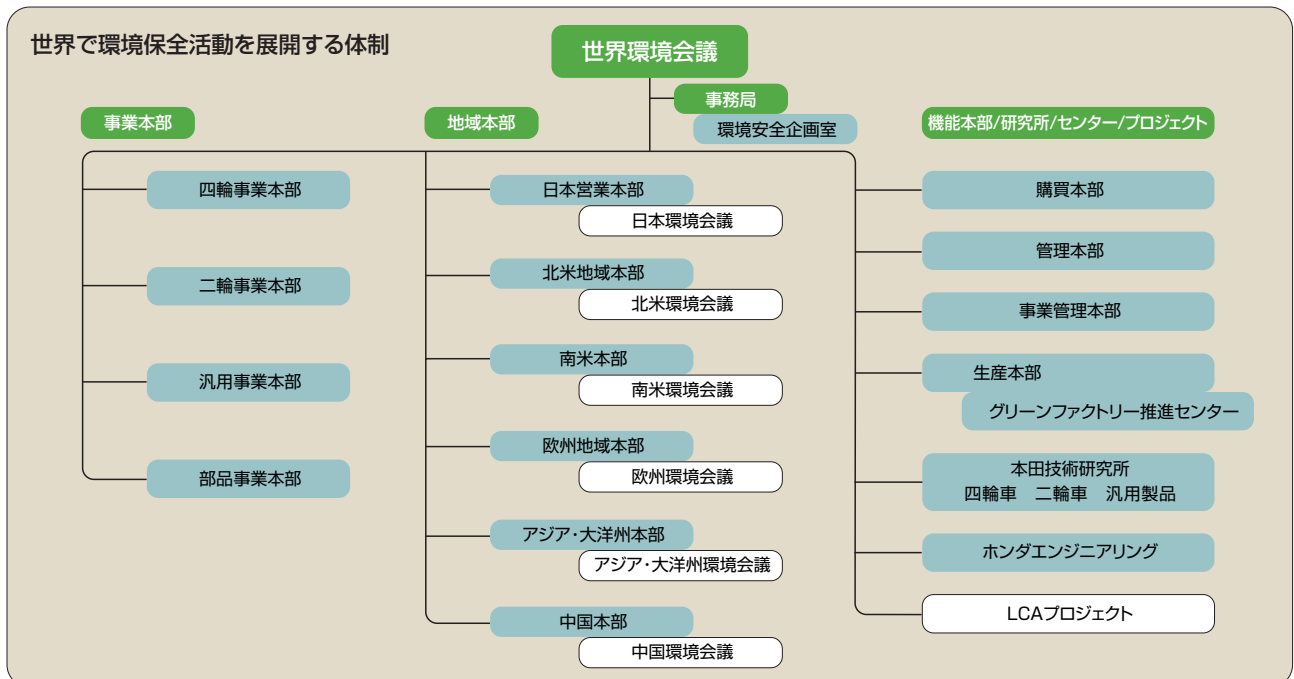 世界で環境保全活動を展開する体制
世界環境会議
事務局
環境安全企画室
事業本部
四輪事業本部
二輪事業本部
汎用事業本部
部品事業本部
地域本部
日本営業本部
日本環境会議
北米地域本部
北米環境会議
南米本部
南米環境会議
欧州地域本部
欧州環境会議
アジア・大洋州本部
アジア・大洋州環境会議
中国本部
中国環境会議
機能本部/研究所/センター/プロジェクト
購買本部
管理本部
事業管理本部
生産本部
グリーンファクトリー推進センター
本田技術研究所
四輪車　二輪車　汎用製品
ホンダエンジニアリング
LCAプロジェクト